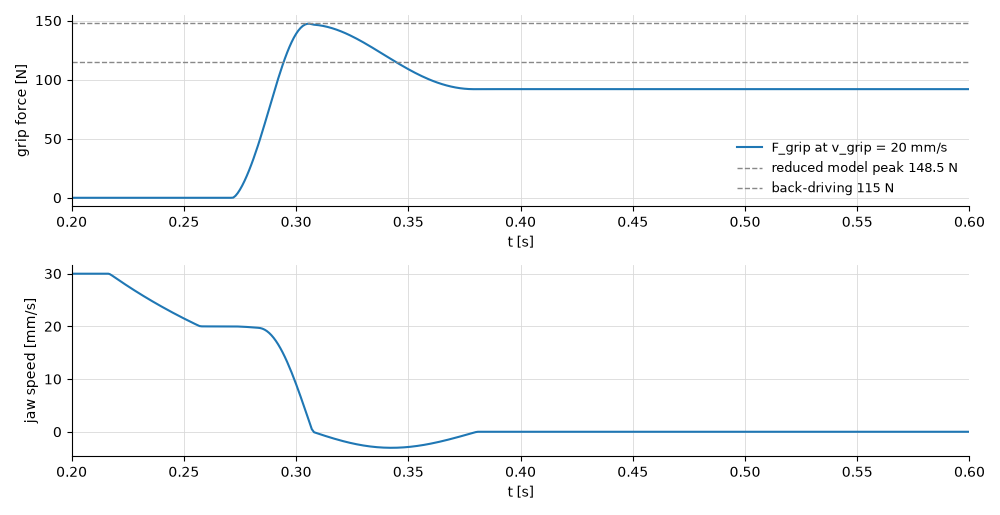 150
100
50
0
grip force [N]
F_grip at v_grip = 20 mm/s
reduced model peak 148.5 N
back-driving 115 N
0.20 0.25 0.30 0.35 0.40 0.45 0.50 0.55 0.60
t [s]
30
20
10
0
jaw speed [mm/s]
0.20 0.25 0.30 0.35 0.40 0.45 0.50 0.55 0.60
t [s]